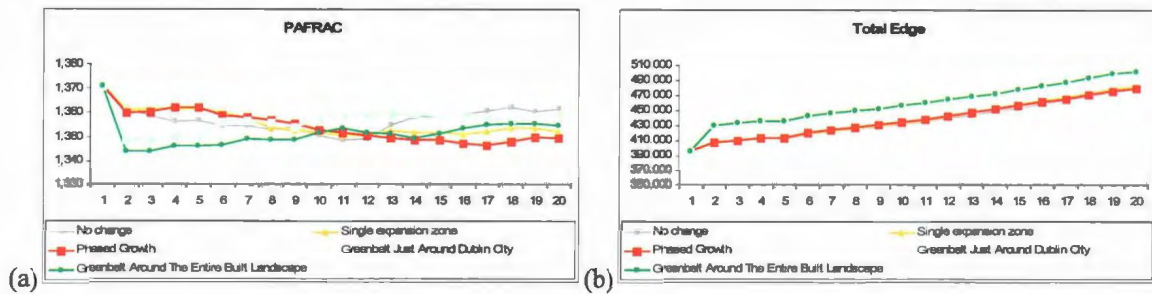 PAFRAC
1,380
1,370
1,360
1,350
1,340
1,330
1 2 3 4 5 6 7 8 9 10 11 12 13 14 15 16 17 18 19 20
No change
Single expansion zone
Phased Growth
Greenbelt Just Around Dublin City
Greenbelt Around The Entire Built Landscape
(a)
Total Edge
510.000
490.000
470.000
450.000
430.000
410.000
390.000
370.000
350.000
1 2 3 4 5 6 7 8 9 10 11 12 13 14 15 16 17 18 19 20
No change
Single expansion zone
Phased Growth
Greenbelt Just Around Dublin City
Greenbelt Around The Entire Built Landscape
(b)